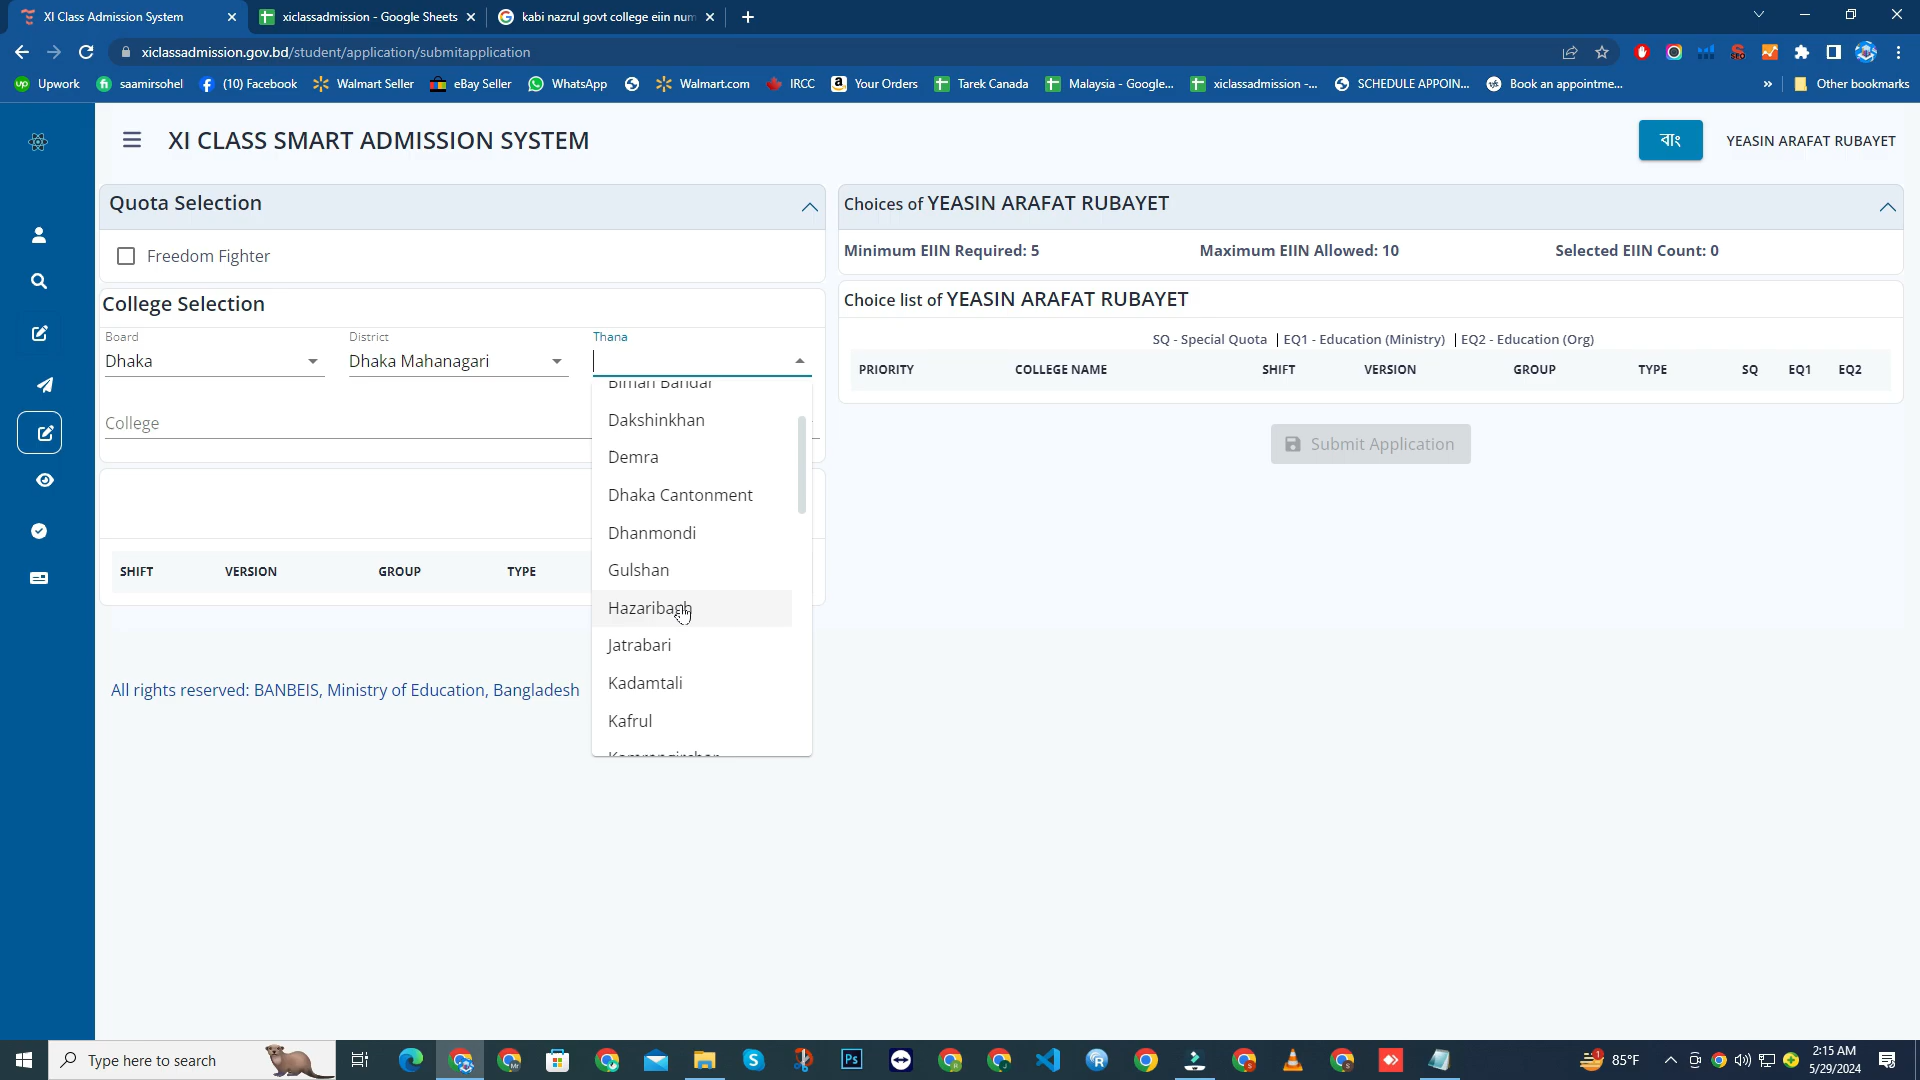 XI Class Admission System
xiclassadmission - Google Sheets
kabi nazrul govt college eiin num
xiclassadmission.gov.bd/student/application/submitapplication
Upwork
saamirsohel
(10) Facebook
Walmart Seller
eBay Seller
WhatsApp
Walmart.com
IRCC
Your Orders
Tarek Canada
Malaysia - Google...
xiclassadmission -...
SCHEDULE APPOIN...
Book an appointme...
»
Other bookmarks
XI CLASS SMART ADMISSION SYSTEM
বাং
YEASIN ARAFAT RUBAYET
Quota Selection
Freedom Fighter
College Selection
Board
District
Thana
Dhaka
Dhaka Mahanagari
College
Biman Bandar
Dakshinkhan
Demra
Dhaka Cantonment
Dhanmondi
Gulshan
Hazaribagh
Jatrabari
Kadamtali
Kafrul
Kamrangirchar
SHIFT
VERSION
GROUP
TYPE
All rights reserved: BANBEIS, Ministry of Education, Bangladesh
Choices of YEASIN ARAFAT RUBAYET
Minimum EIIN Required: 5
Maximum EIIN Allowed: 10
Selected EIIN Count: 0
Choice list of YEASIN ARAFAT RUBAYET
SQ - Special Quota | EQ1 - Education (Ministry) | EQ2 - Education (Org)
PRIORITY
COLLEGE NAME
SHIFT
VERSION
GROUP
TYPE
SQ
EQ1
EQ2
Submit Application
Type here to search
85°F
2:15 AM
5/29/2024